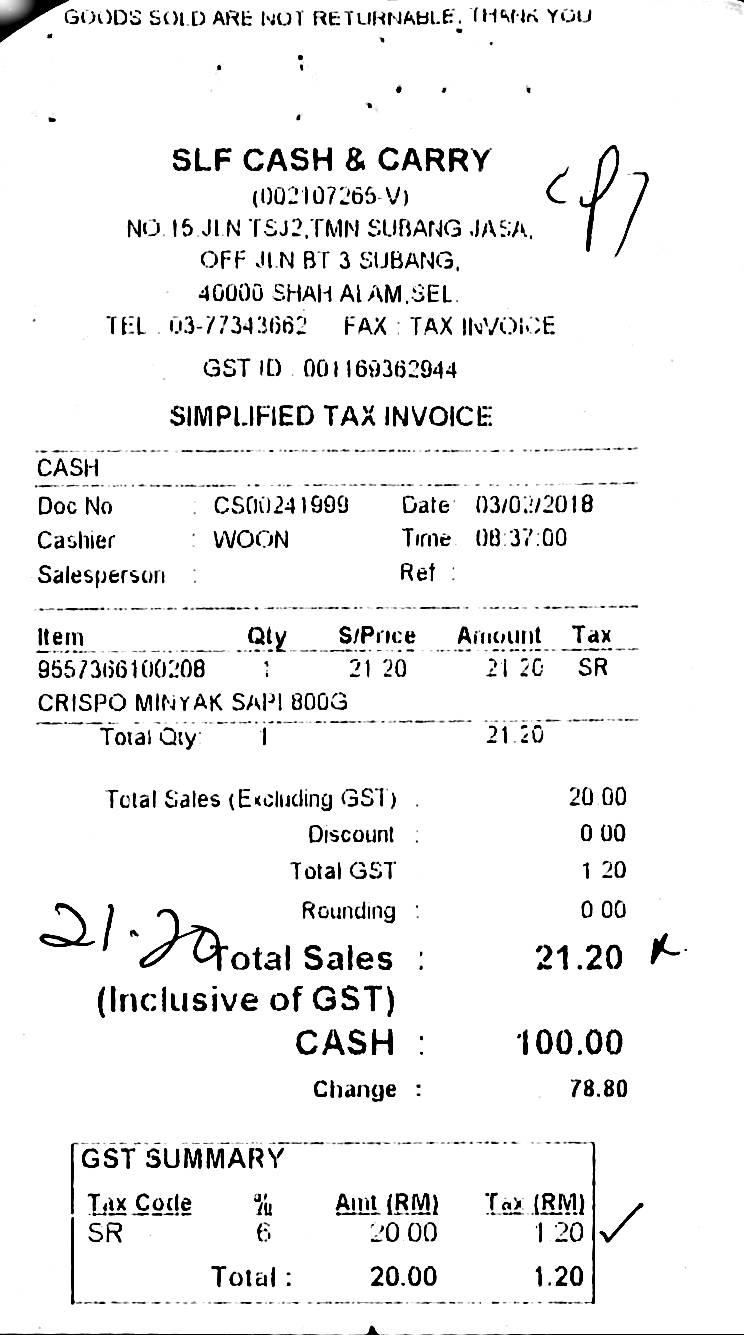 GOODS SOLD ARE NOT RETURNABLE, THANK YOU
SLF CASH & CARRY
(002107265-V)
NO.15 JLN TSJ2,TMN SUBANG JASA,
OFF JLN BT 3 SUBANG,
40000 SHAH ALAM,SEL.
TEL : 03-77343662 FAX : TAX INVOICE
GST ID : 001169362944
SIMPLIFIED TAX INVOICE
CASH
Doc No : CS00241999 Date 03/02/2018
Cashier : WOON Time 08:37:00
Salesperson : Ref :
Item Qty S/Price Amount Tax
9557366100208 1 21.20 21.20 SR
CRISPO MINYAK SAPI 800G
Total Qty: 1 21.20
Total Sales (Excluding GST) : 20.00
Discount : 0.00
Total GST 1.20
Rounding : 0.00
21.20
Total Sales : 21.20
(Inclusive of GST)
CASH : 100.00
Change : 78.80
GST SUMMARY
Tax Code % Amt (RM) Tax (RM)
SR 6 20.00 1.20
Total : 20.00 1.20